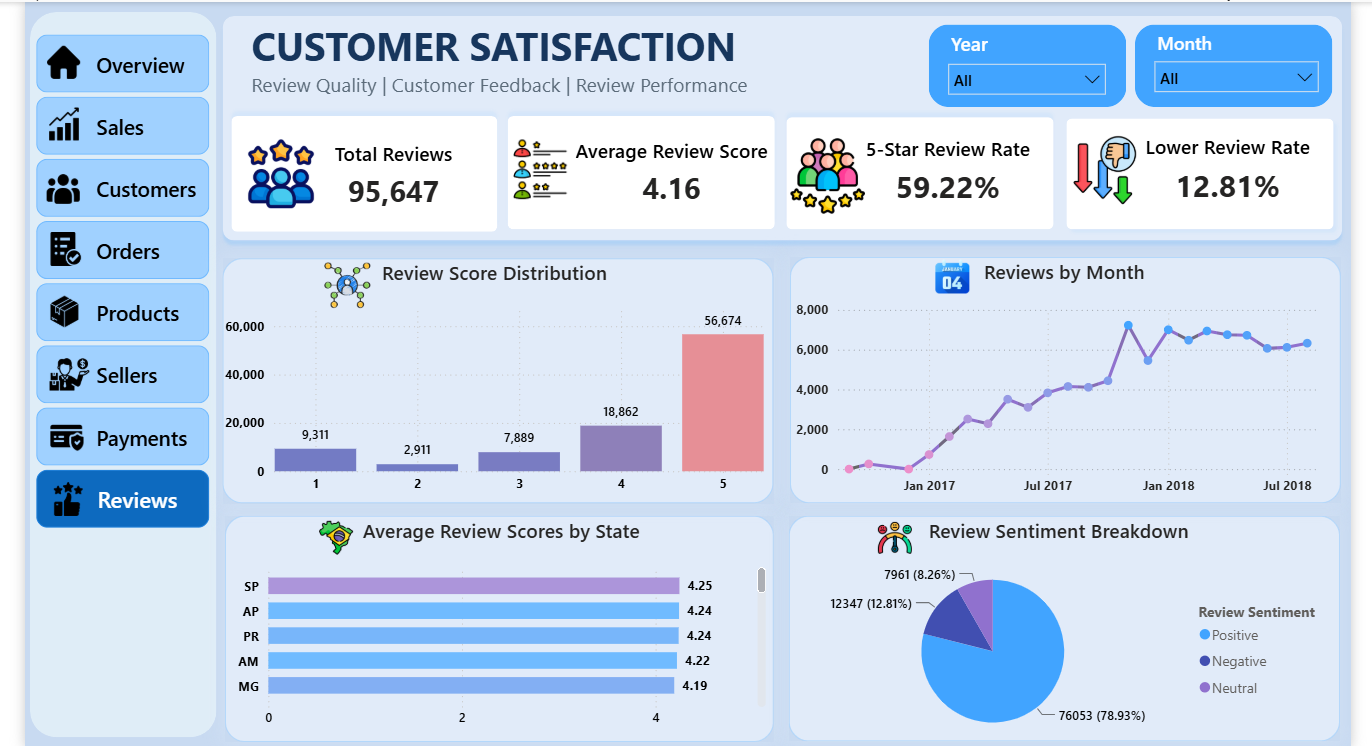 Overview
Sales
Customers
Orders
Products
Sellers
Payments
Reviews
CUSTOMER SATISFACTION
Review Quality | Customer Feedback | Review Performance
Year
All
Month
All
Total Reviews
95,647
Average Review Score
4.16
5-Star Review Rate
59.22%
Lower Review Rate
12.81%
Review Score Distribution
60,000
40,000
20,000
0
9,311
2,911
7,889
18,862
56,674
1
2
3
4
5
JANUARY
04
Reviews by Month
8,000
6,000
4,000
2,000
0
Jan 2017
Jul 2017
Jan 2018
Jul 2018
Average Review Scores by State
SP 4.25
AP 4.24
PR 4.24
AM 4.22
MG 4.19
0
2
4
Review Sentiment Breakdown
7961 (8.26%)
12347 (12.81%)
76053 (78.93%)
Review Sentiment
Positive
Negative
Neutral